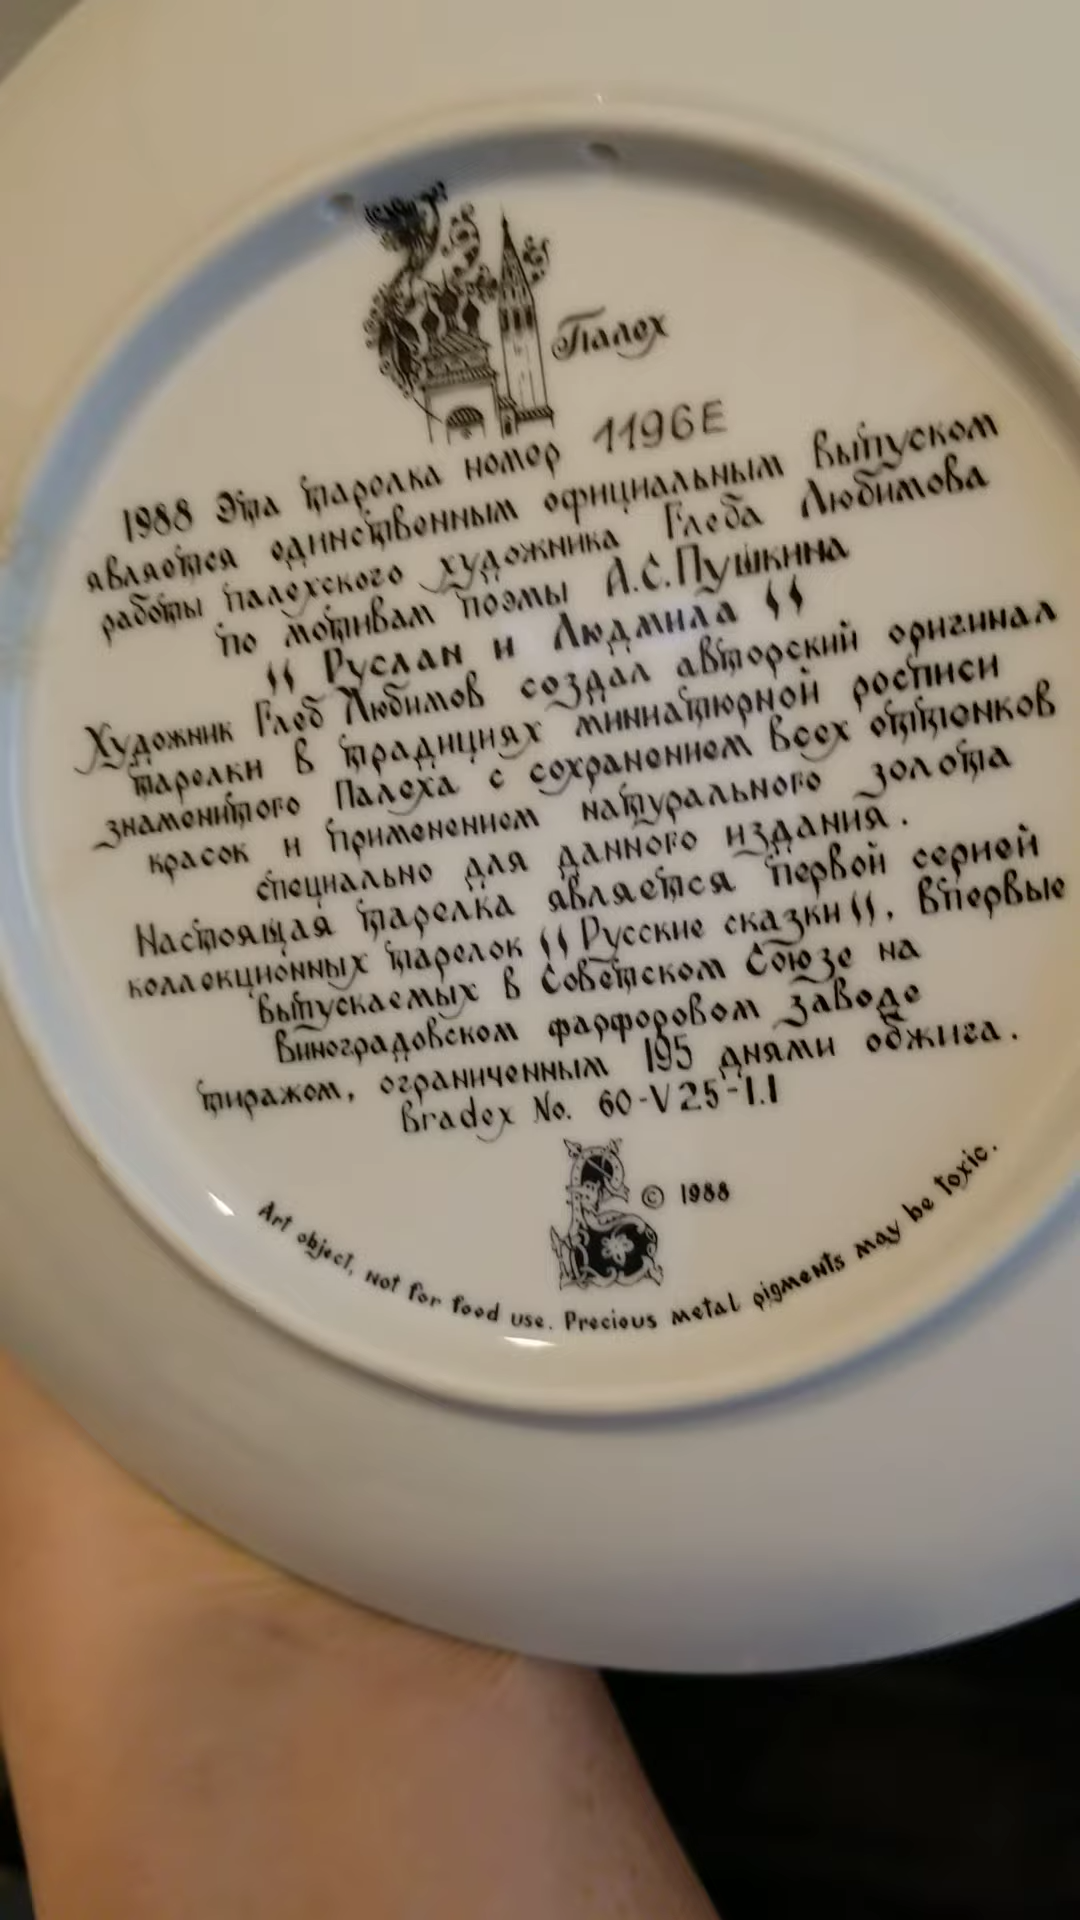 Палех
1988 Эта тарелка номер 1196E
является единственным официальным выпуском
работы палехского художника Глеба Любимова
по мотивам поэмы А.С.Пушкина
"Руслан и Людмила"
Художник Глеб Любимов создал авторский оригинал
тарелки в традициях миниатюрной росписи
знаменитого Палеха с сохранением всех оттенков
красок и применением натурального золота
специально для данного издания.
Настоящая тарелка является первой серией
коллекционных тарелок "Русские сказки", впервые
выпускаемых в Советском Союзе на
Виноградовском фарфоровом заводе
тиражом, ограниченным 195 днями обжига.
Bradex No. 60-V25-1.1
© 1988
Art object, not for food use. Precious metal pigments may be toxic.